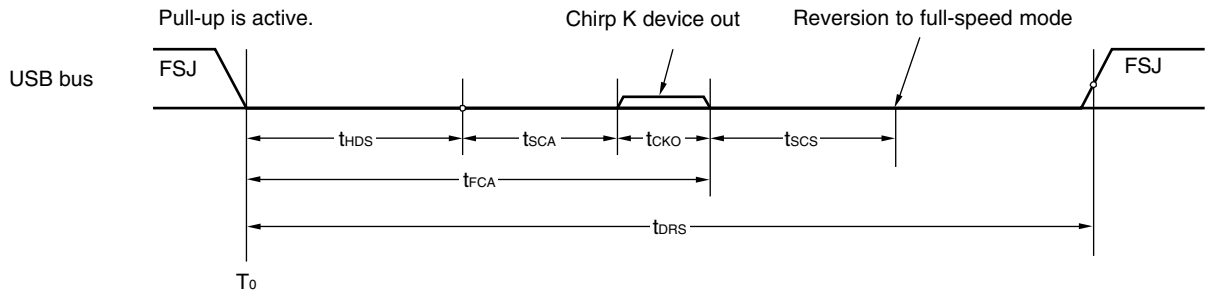 Pull-up is active.
Chirp K device out
Reversion to full-speed mode
USB bus
FSJ
FSJ
tHDS
tSCA
tCKO
tSCS
tFCA
tDRS
T0